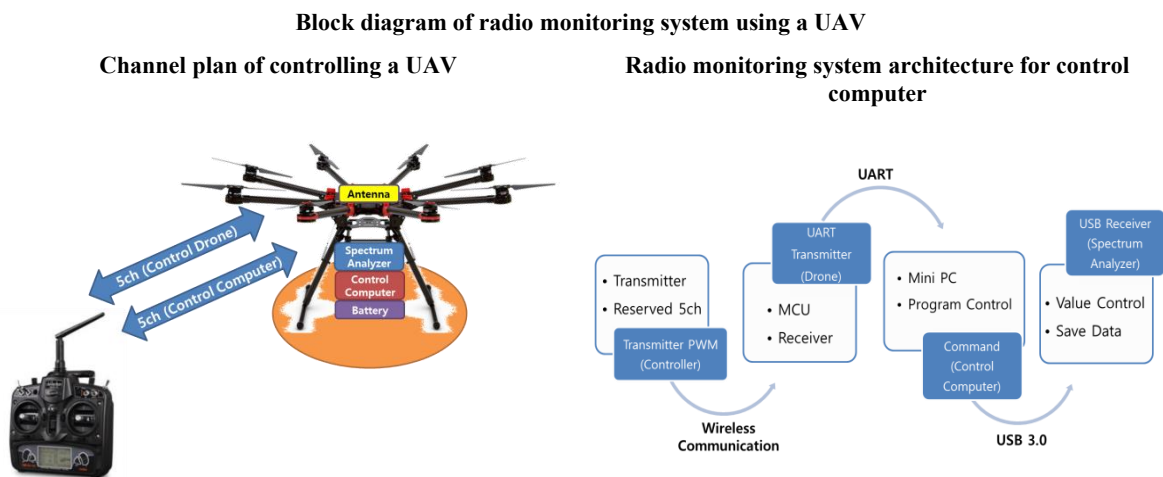 Block diagram of radio monitoring system using a UAV
Channel plan of controlling a UAV
Radio monitoring system architecture for control
computer
Antenna
5ch (Control Drone)
5ch (Control Computer)
Spectrum
Analyzer
Control
Computer
Battery
UART
UART
Transmitter
(Drone)
USB Receiver
(Spectrum
Analyzer)
• Transmitter
• Reserved 5ch
• MCU
• Receiver
• Mini PC
• Program Control
• Value Control
• Save Data
Transmitter PWM
(Controller)
Command
(Control
Computer)
Wireless
Communication
USB 3.0